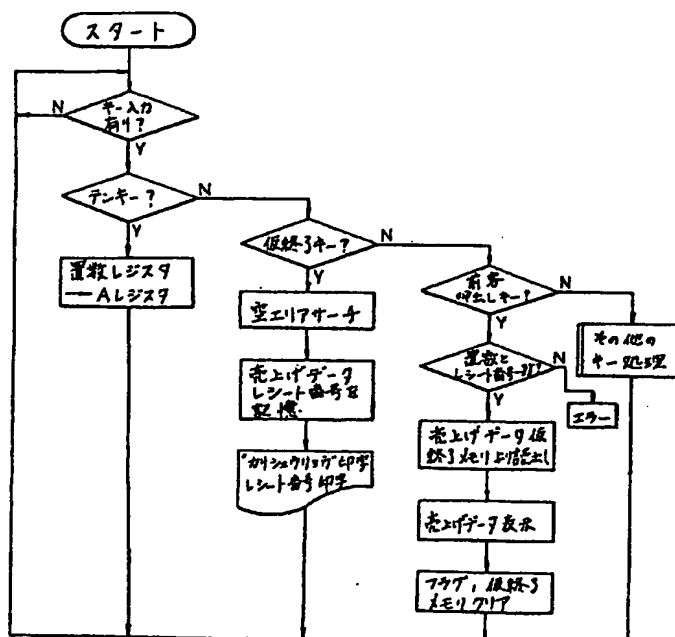 スタート
N
キー入力
有り?
Y
テンキー?
N
Y
置数レジスタ
Aレジスタ
仮終了キー?
N
Y
空エリアサーチ
売上げデータ
レシート番号を
記憶
"カリシュウリョウ"印字
レシート番号印字
前客
呼出しキー?
N
Y
置数と
レシート番号一致?
N
Y
エラー
その他の
キー処理
売上げデータ仮
終了メモリより読出し
売上げデータ表示
フラグ,仮終了
メモリクリア